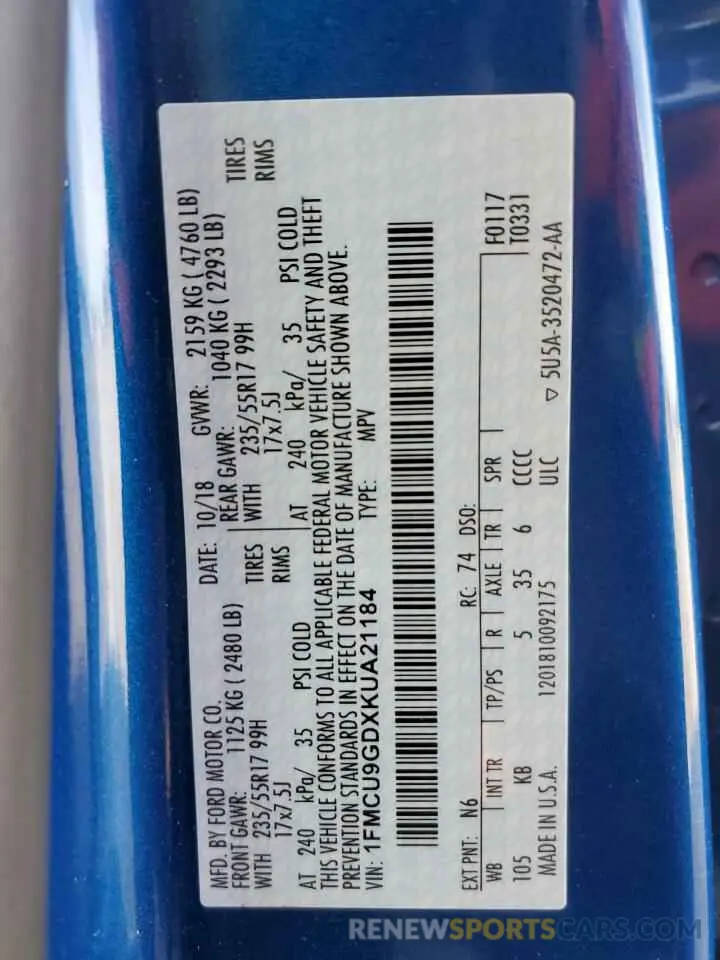 MFD. BY FORD MOTOR CO.
DATE: 10/18 GVWR: 2159 KG ( 4760 LB)
FRONT GAWR: 1125 KG ( 2480 LB)
REAR GAWR: 1040 KG ( 2293 LB)
WITH 235/55R17 99H TIRES
WITH 235/55R17 99H TIRES
17x7.5J RIMS
17x7.5J RIMS
AT 240 kPa/ 35 PSI COLD
AT 240 kPa/ 35 PSI COLD
THIS VEHICLE CONFORMS TO ALL APPLICABLE FEDERAL MOTOR VEHICLE SAFETY AND THEFT
PREVENTION STANDARDS IN EFFECT ON THE DATE OF MANUFACTURE SHOWN ABOVE.
VIN: 1FMCU9GDXKUA21184 TYPE: MPV
EXT PNT: N6 RC: 74 DSO:
F0117
WB INT TR TP/PS R AXLE TR SPR
T0331
105 KB 5 35 6 CCCC
MADE IN U.S.A. 1201810092175 ULC
▽ 5U5A-3520472-AA
RENEWSPORTSCARS.COM